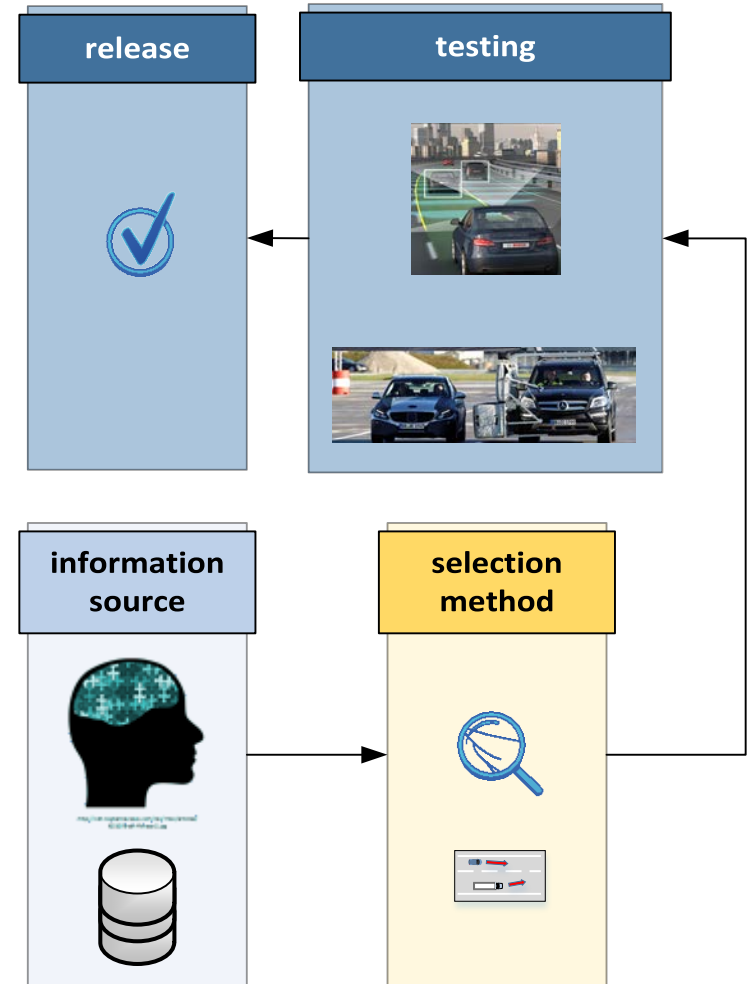 release
testing
information
source
selection
method